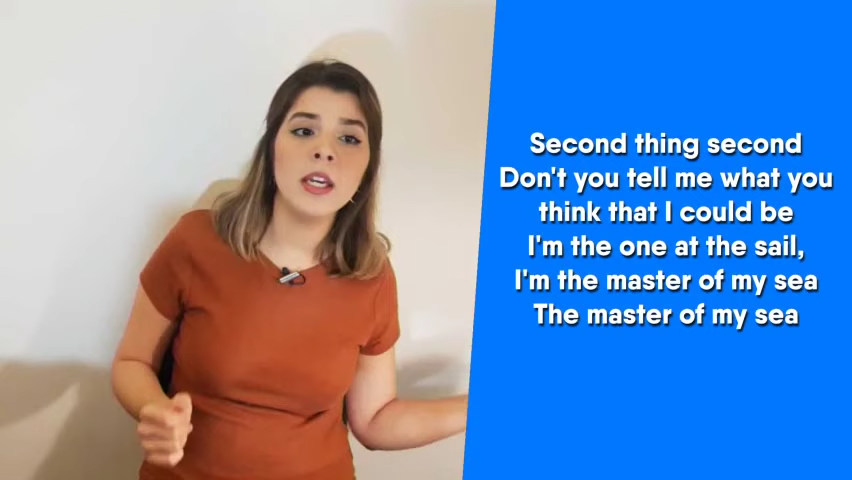 Second thing second
Don't you tell me what you
think that I could be
I'm the one at the sail,
I'm the master of my sea
The master of my sea